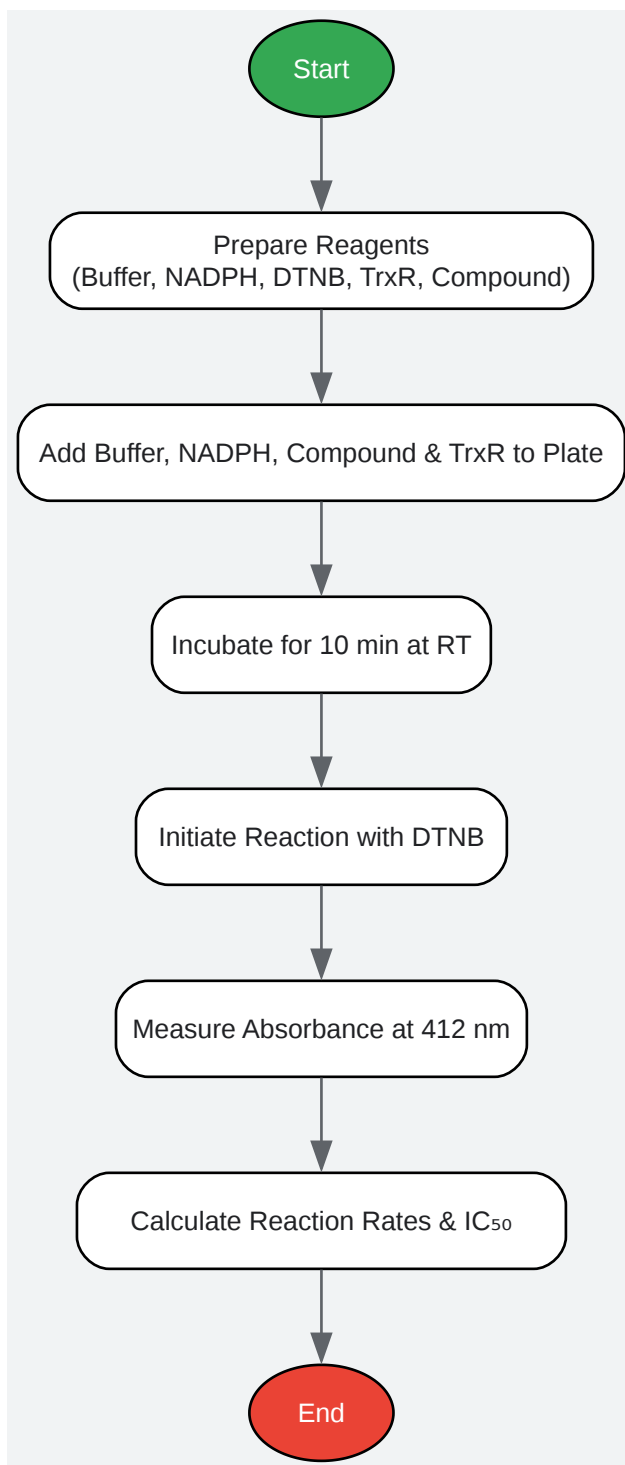 Start
Prepare Reagents
(Buffer, NADPH, DTNB, TrxR, Compound)
Add Buffer, NADPH, Compound & TrxR to Plate
Incubate for 10 min at RT
Initiate Reaction with DTNB
Measure Absorbance at 412 nm
Calculate Reaction Rates & IC₅₀
End